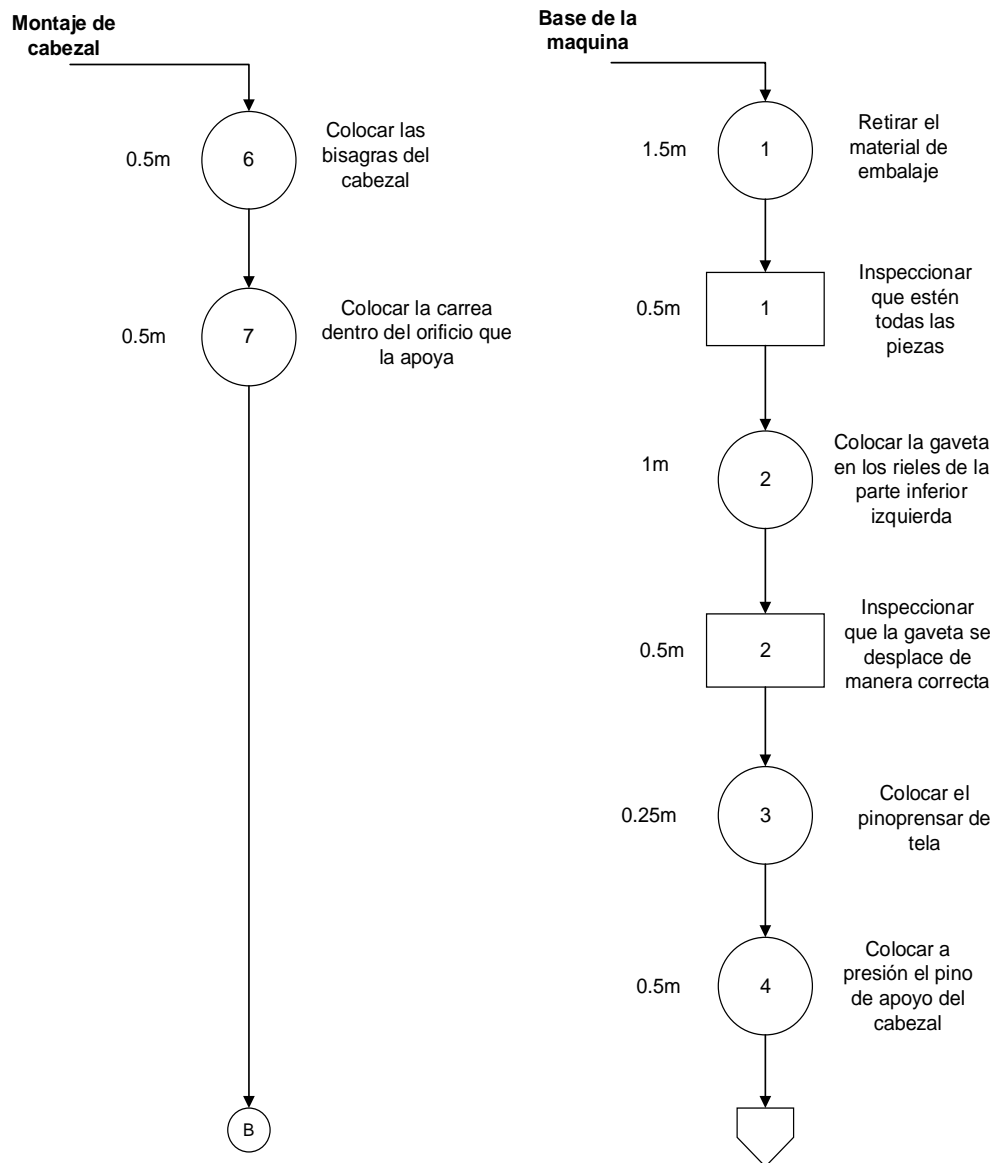 Montaje de
cabezal
0.5m
6
Colocar las
bisagras del
cabezal
0.5m
7
Colocar la carrea
dentro del orificio que
la apoya
B
Base de la
maquina
1.5m
1
Retirar el
material de
embalaje
0.5m
1
Inspeccionar
que estén
todas las
piezas
1m
2
Colocar la gaveta
en los rieles de la
parte inferior
izquierda
0.5m
2
Inspeccionar
que la gaveta se
desplace de
manera correcta
0.25m
3
Colocar el
pinoprensar de
tela
0.5m
4
Colocar a
presión el pino
de apoyo del
cabezal